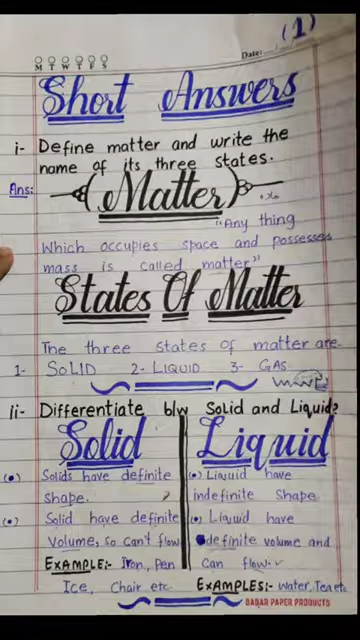 (1)
M T W T F S
Date:
Short Answers
i- Define matter and write the
name of its three states.
Ans:
Matter
"Any thing
Which occupies space and possesses
mass is called matter"
States Of Matter
The three states of matter are-
1- SOLID 2- LIQUID 3- GAS
ii- Differentiate b/w Solid and Liquid?
Solid
(•) Solids have definite
shape.
(•) Solid have definite
Volume, so can't flow
EXAMPLE:- Iron, Pen
Ice, Chair etc
Liquid
(•) Liquid have
indefinite Shape
(•) Liquid have
definite volume and
can flow.
EXAMPLES:- Water, Tea etc
BABAR PAPER PRODUCTS